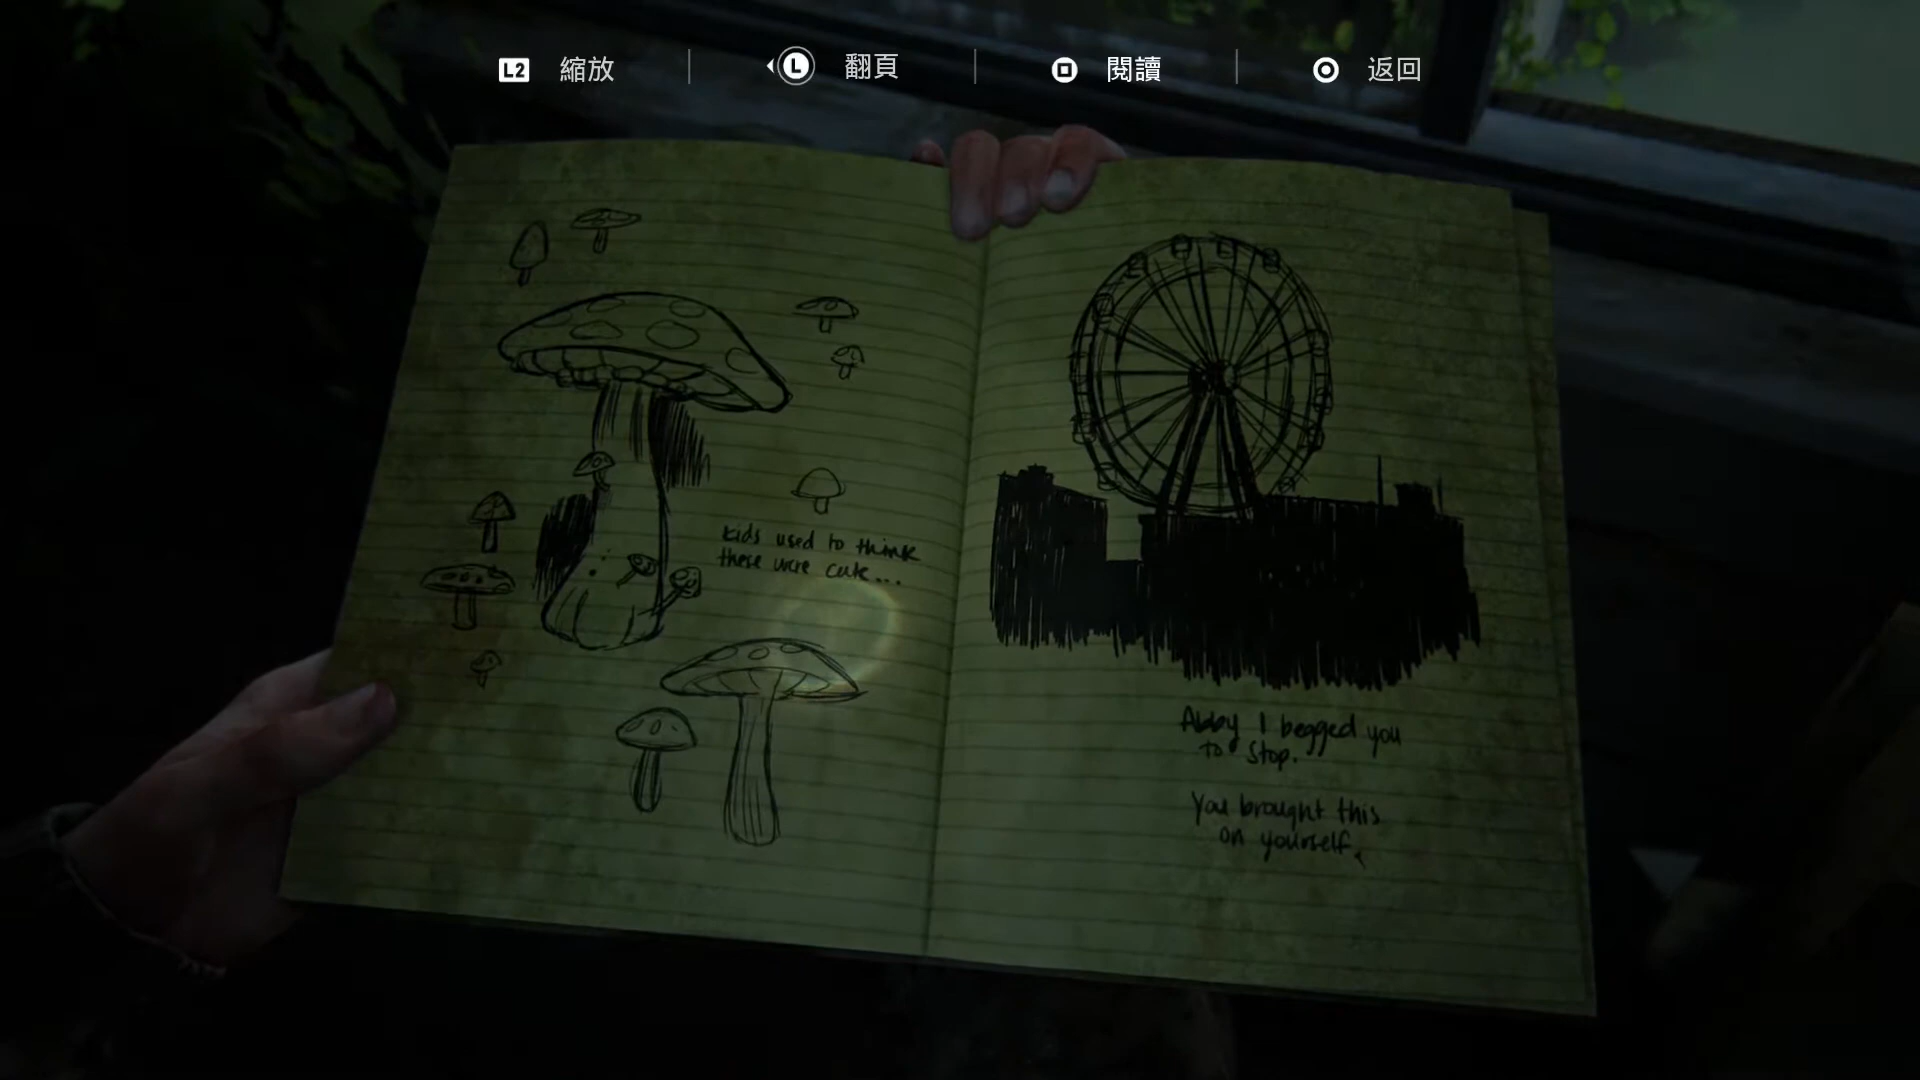 L2 縮放
L 翻頁
閱讀
返回
kids used to think
these were cute...
Abby I begged you
to stop.
You brought this
on yourself.